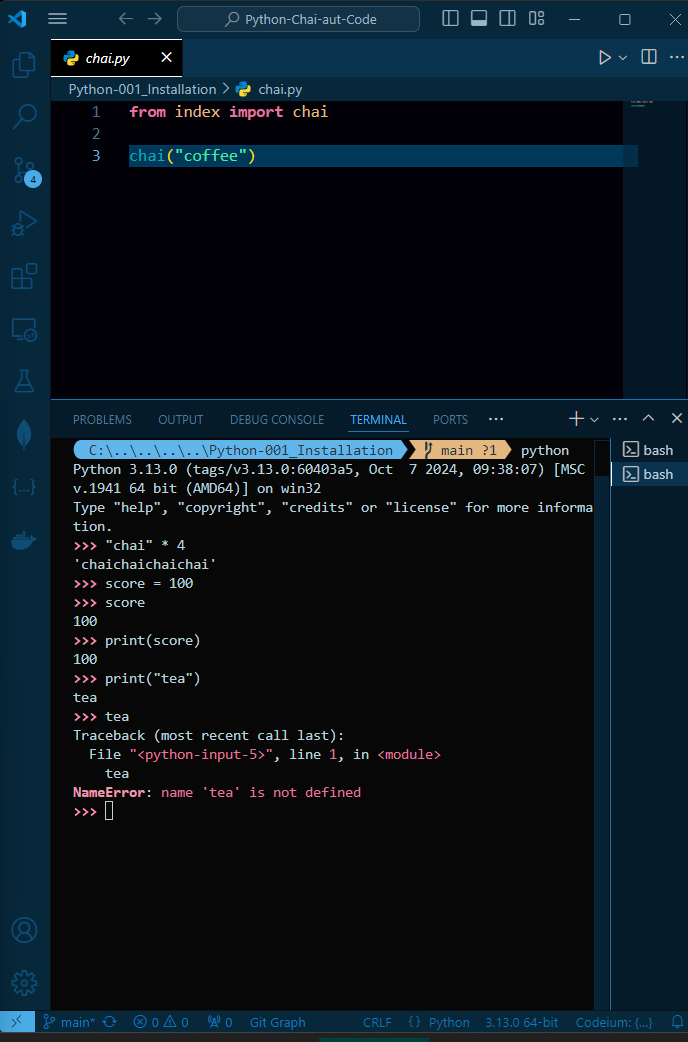 Python-Chai-aut-Code
chai.py
Python-001_Installation > chai.py
1 from index import chai
2
3 chai("coffee")
4
PROBLEMS OUTPUT DEBUG CONSOLE TERMINAL PORTS
C:\..\..\..\..\Python-001_Installation main ?1 python
Python 3.13.0 (tags/v3.13.0:60403a5, Oct  7 2024, 09:38:07) [MSC
v.1941 64 bit (AMD64)] on win32
Type "help", "copyright", "credits" or "license" for more informa
tion.
>>> "chai" * 4
'chaichaichaichai'
>>> score = 100
>>> score
100
>>> print(score)
100
>>> print("tea")
tea
>>> tea
Traceback (most recent call last):
  File "<python-input-5>", line 1, in <module>
    tea
NameError: name 'tea' is not defined
>>>
bash
bash
main* 0 0 0 Git Graph CRLF {} Python 3.13.0 64-bit Codeium: {...}